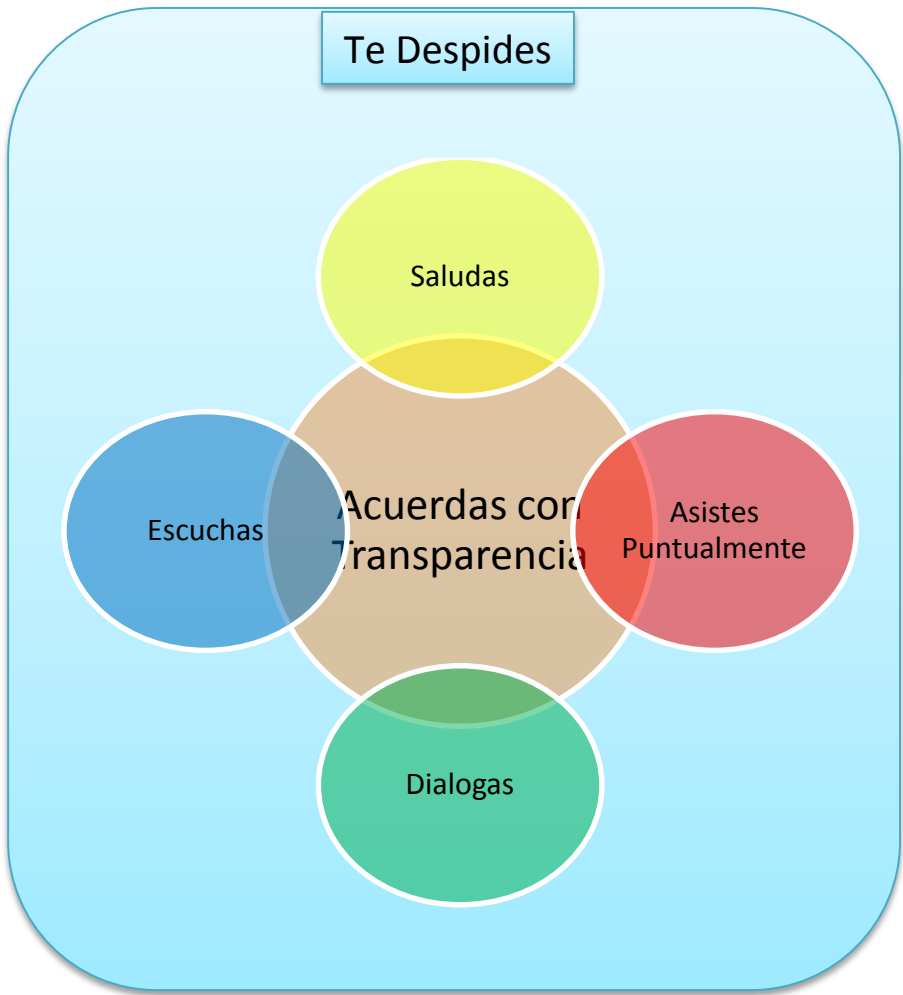 Te Despides
Saludas
Escuchas
Acuerdas con
Transparencia
Asistes
Puntualmente
Dialogas